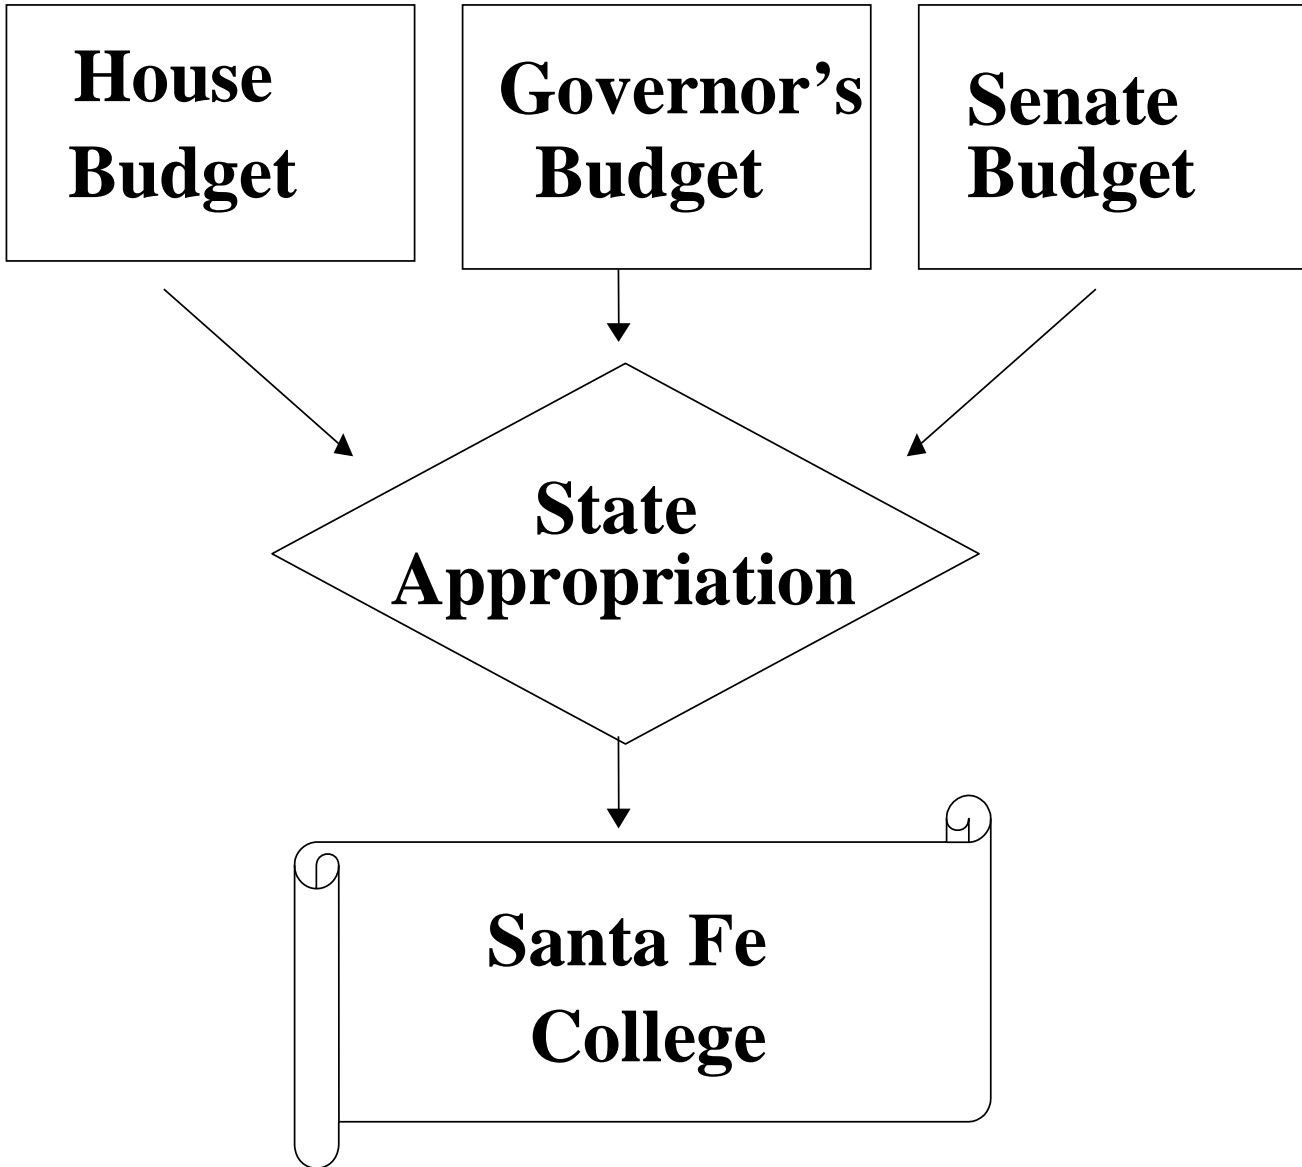 House
Budget
Governor’s
Budget
Senate
Budget
State
Appropriation
Santa Fe
College